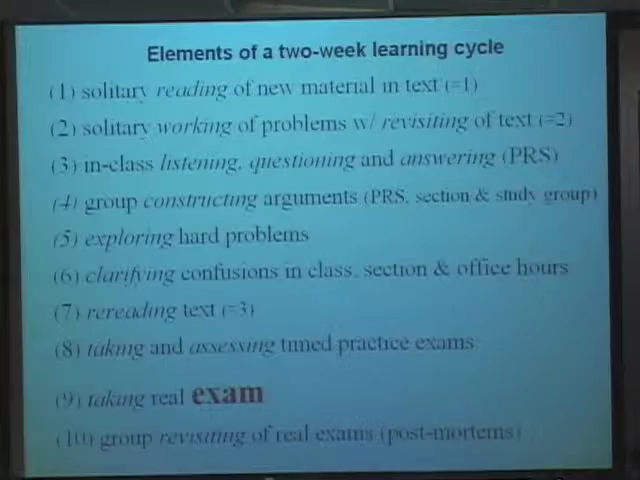 Elements of a two-week learning cycle
(1) solitary reading of new material in text (=1)
(2) solitary working of problems w/ revisiting of text (=2)
(3) in-class listening, questioning and answering (PRS)
(4) group constructing arguments (PRS, section & study group)
(5) exploring hard problems
(6) clarifying confusions in class, section & office hours
(7) rereading text (=3)
(8) taking and assessing timed practice exams
(9) taking real exam
(10) group revisiting of real exams (post-mortems)